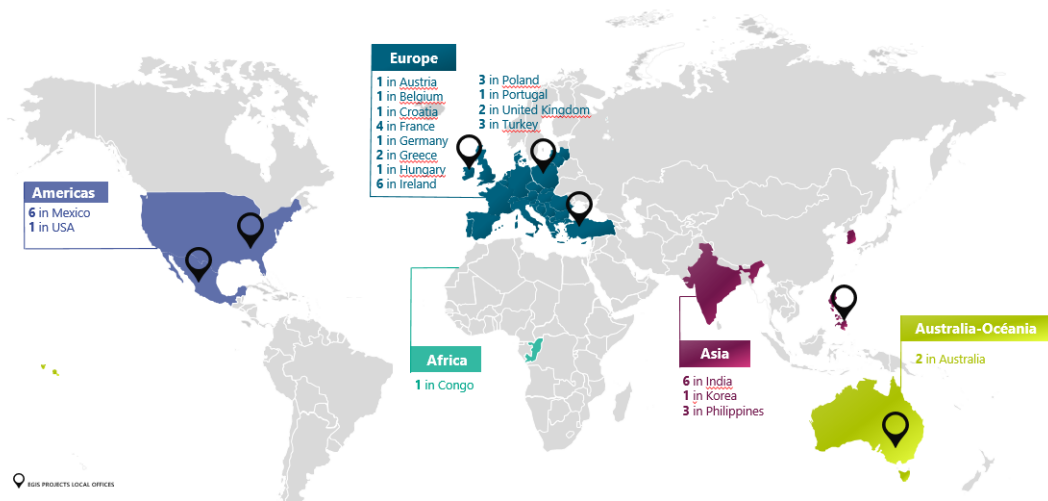 Europe
1 in Austria
1 in Belgium
1 in Croatia
4 in France
1 in Germany
2 in Greece
1 in Hungary
6 in Ireland
3 in Poland
1 in Portugal
2 in United Kingdom
3 in Turkey
Americas
6 in Mexico
1 in USA
Africa
1 in Congo
Asia
6 in India
1 in Korea
3 in Philippines
Australia-Océania
2 in Australia
RGIS PROJECTS LOCAL OFFICES